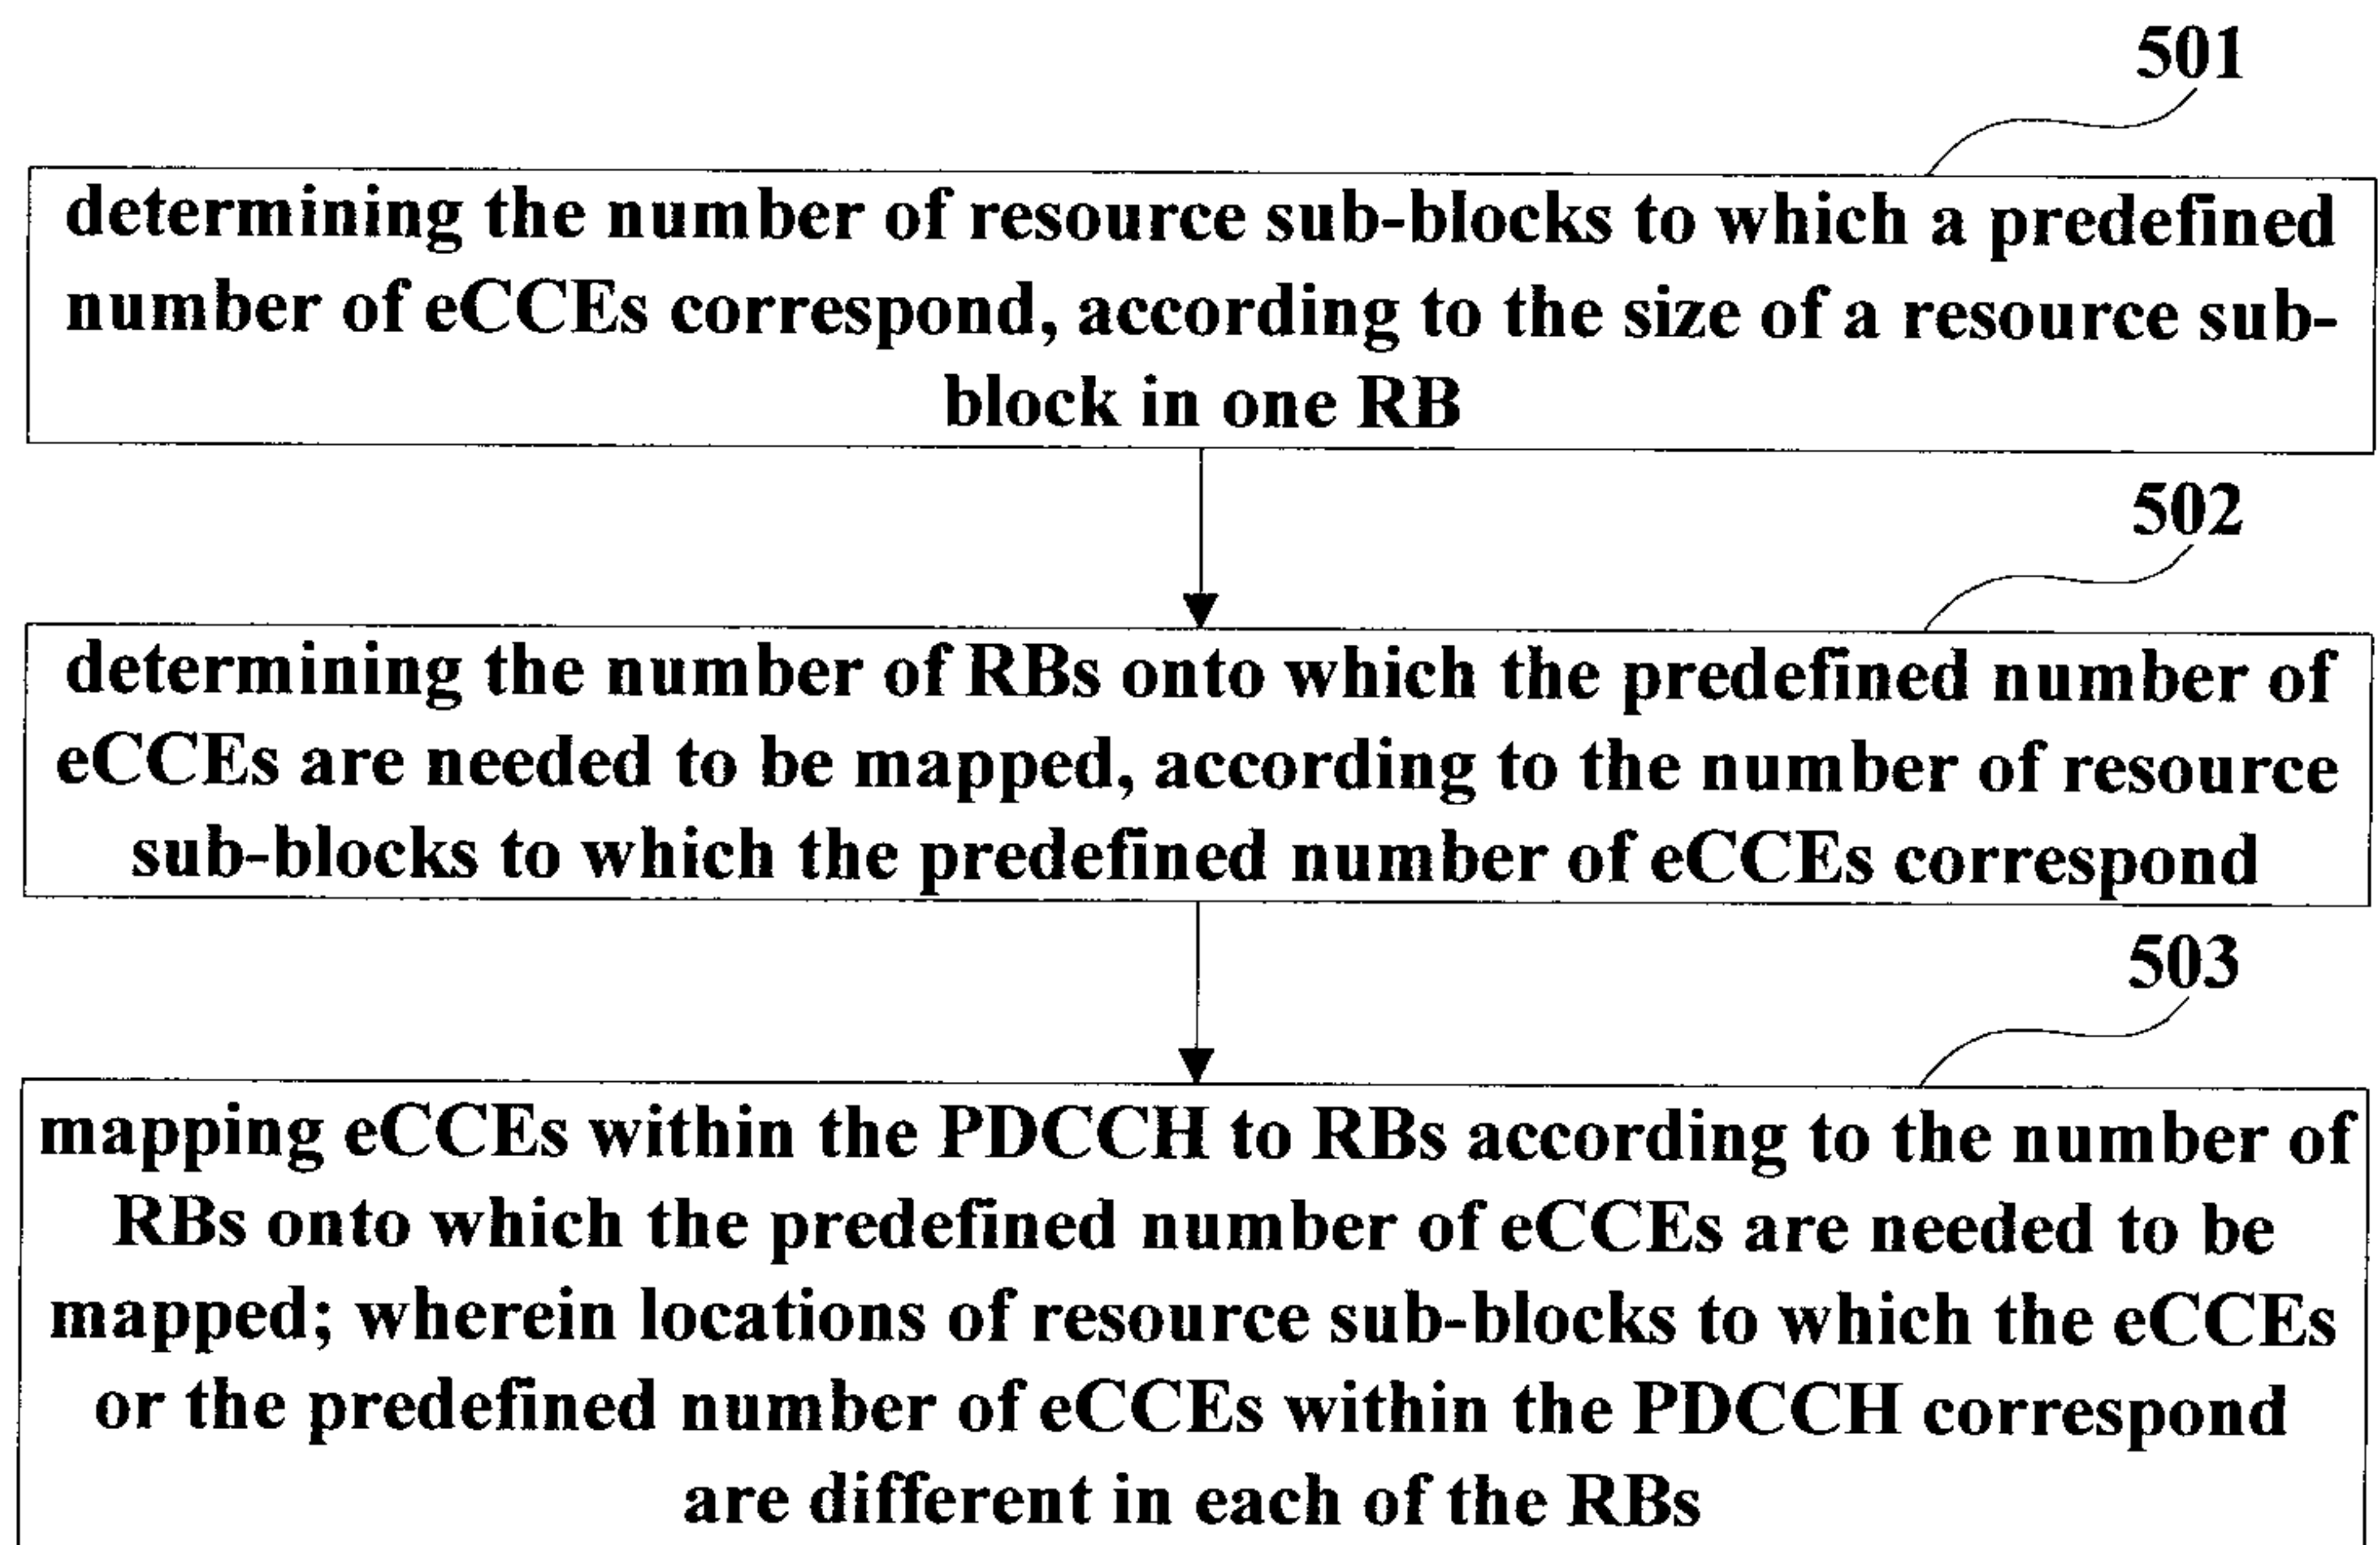 501
determining the number of resource sub-blocks to which a predefined
number of eCCEs correspond, according to the size of a resource sub-
block in one RB
502
determining the number of RBs onto which the predefined number of
eCCEs are needed to be mapped, according to the number of resource
sub-blocks to which the predefined number of eCCEs correspond
503
mapping eCCEs within the PDCCH to RBs according to the number of
RBs onto which the predefined number of eCCEs are needed to be
mapped; wherein locations of resource sub-blocks to which the eCCEs
or the predefined number of eCCEs within the PDCCH correspond
are different in each of the RBs